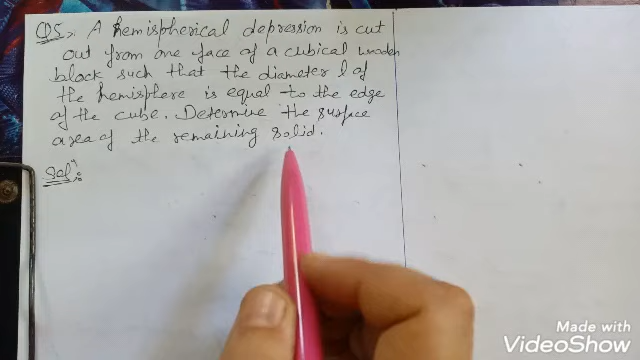 Q5. A hemispherical depression is cut
out from one face of a cubical wooden
block such that the diameter l of
the hemisphere is equal to the edge
of the cube. Determine the surface
area of the remaining solid.
Solⁿ:
Made with
VideoShow